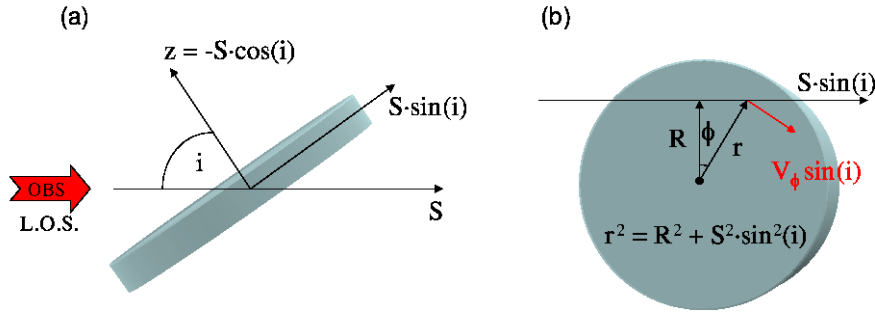 (a)
z = -S·cos(i)
S·sin(i)
i
OBS
L.O.S.
S
(b)
S·sin(i)
R
ϕ
r
V_ϕ sin(i)
r² = R² + S²·sin²(i)